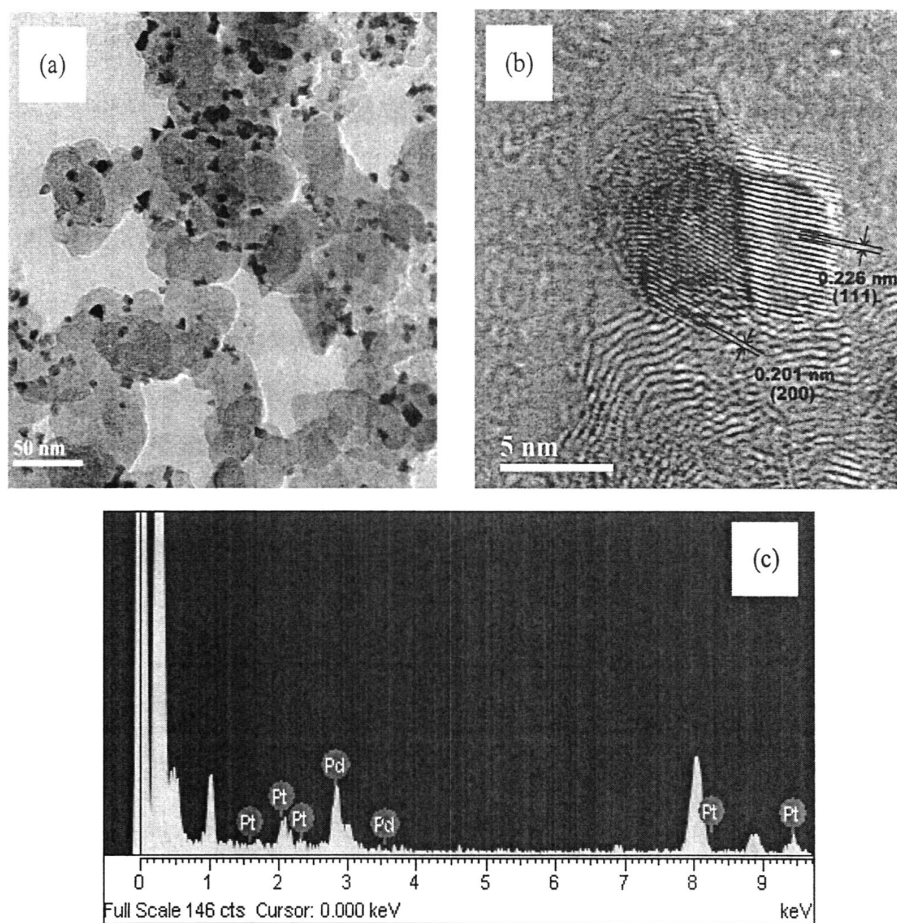 (a)
50 nm
(b)
0.226 nm
(111)
0.201 nm
(200)
5 nm
(c)
Pt
Pt
Pt
Pd
Pd
Pt
Pt
0 1 2 3 4 5 6 7 8 9
Full Scale 146 cts Cursor: 0.000 keV keV